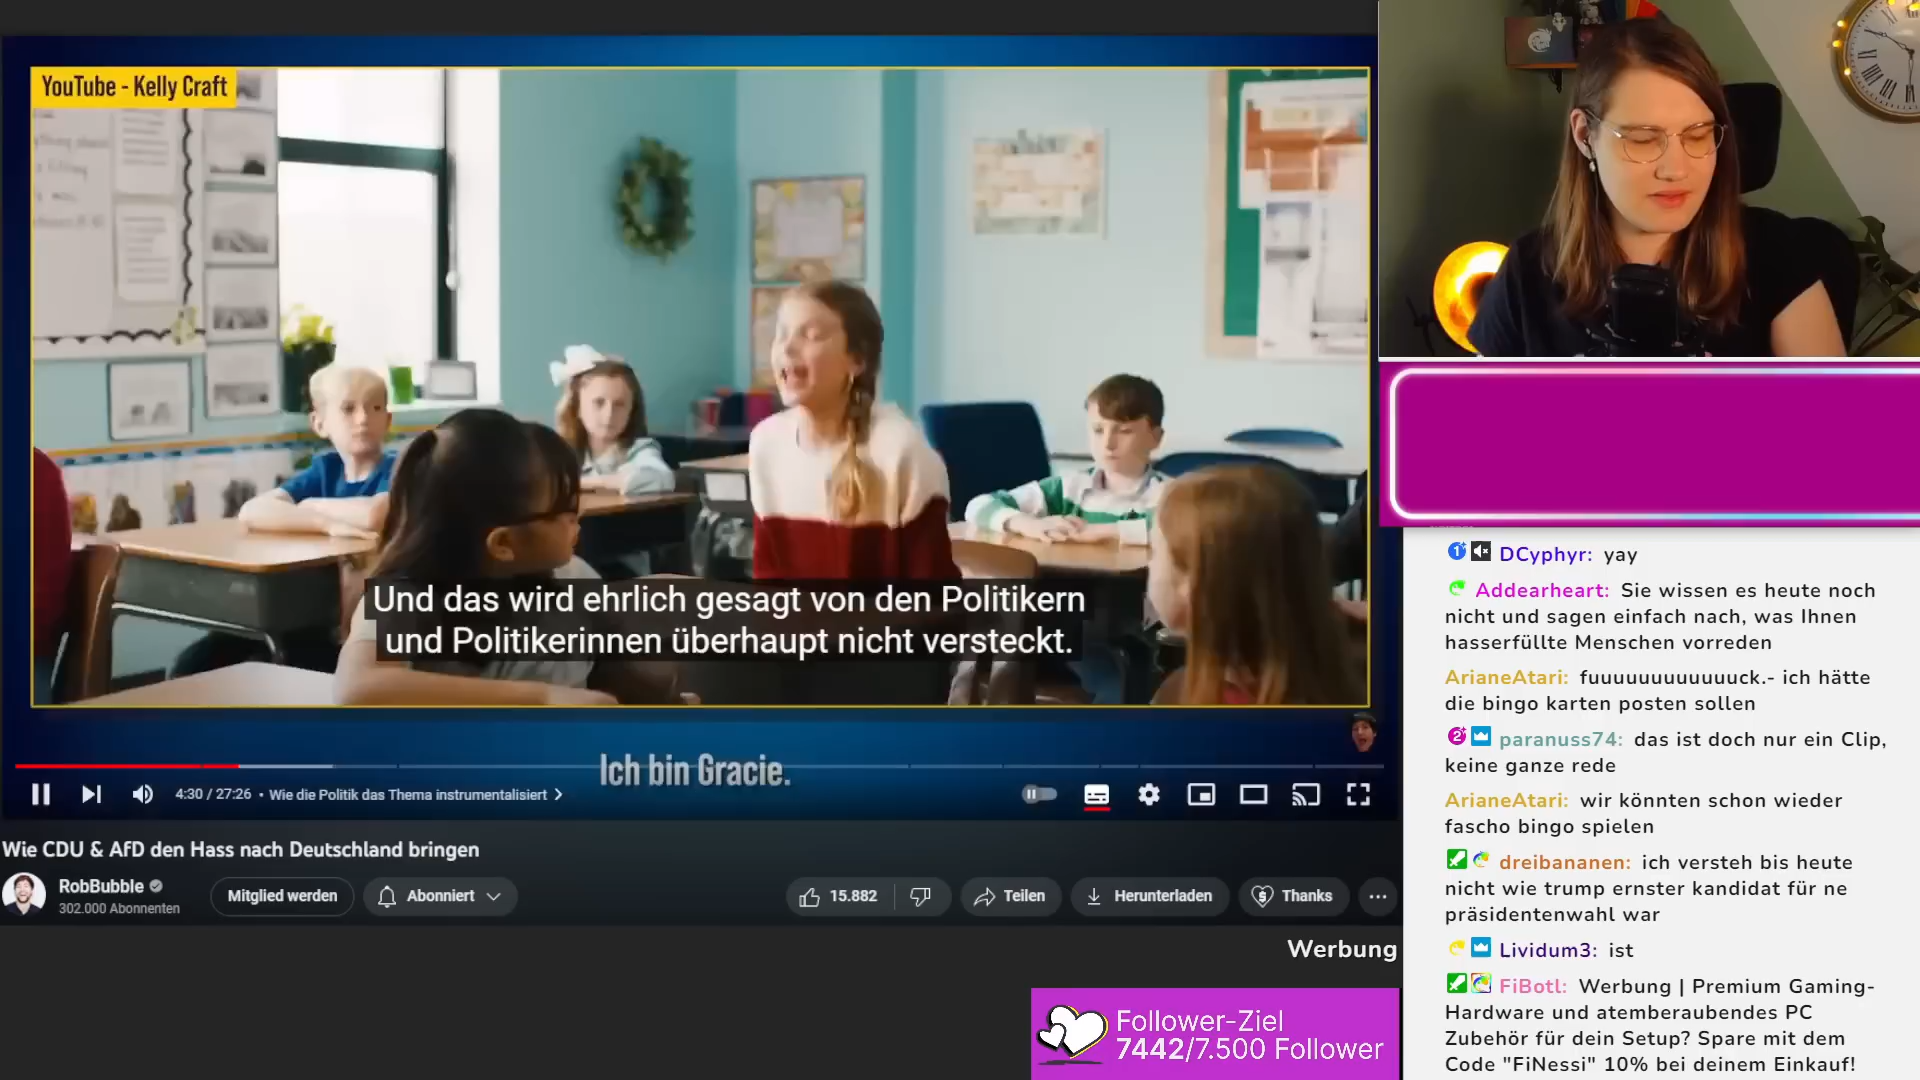 YouTube - Kelly Craft
Und das wird ehrlich gesagt von den Politikern
und Politikerinnen überhaupt nicht versteckt.
Ich bin Gracie.
4:30 / 27:26 • Wie die Politik das Thema instrumentalisiert
Wie CDU & AfD den Hass nach Deutschland bringen
RobBubble
302.000 Abonnenten
Mitglied werden
Abonniert
15.882
Teilen
Herunterladen
Thanks
Werbung
Follower-Ziel
7442/7.500 Follower
DCyphyr: yay
Addearheart: Sie wissen es heute noch
nicht und sagen einfach nach, was Ihnen
hasserfüllte Menschen vorreden
ArianeAtari: fuuuuuuuuuuuuck.- ich hätte
die bingo karten posten sollen
paranuss74: das ist doch nur ein Clip,
keine ganze rede
ArianeAtari: wir könnten schon wieder
fascho bingo spielen
dreibananen: ich versteh bis heute
nicht wie trump ernster kandidat für ne
präsidentenwahl war
Lividum3: ist
FiBotl: Werbung | Premium Gaming-
Hardware und atemberaubendes PC
Zubehör für dein Setup? Spare mit dem
Code "FiNessi" 10% bei deinem Einkauf!